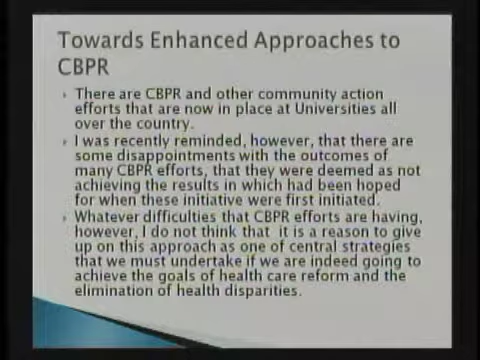 Towards Enhanced Approaches to
CBPR
There are CBPR and other community action
efforts that are now in place at Universities all
over the country.
I was recently reminded, however, that there are
some disappointments with the outcomes of
many CBPR efforts, that they were deemed as not
achieving the results in which had been hoped
for when these initiative were first initiated.
Whatever difficulties that CBPR efforts are having,
however, I do not think that it is a reason to give
up on this approach as one of central strategies
that we must undertake if we are indeed going to
achieve the goals of health care reform and the
elimination of health disparities.